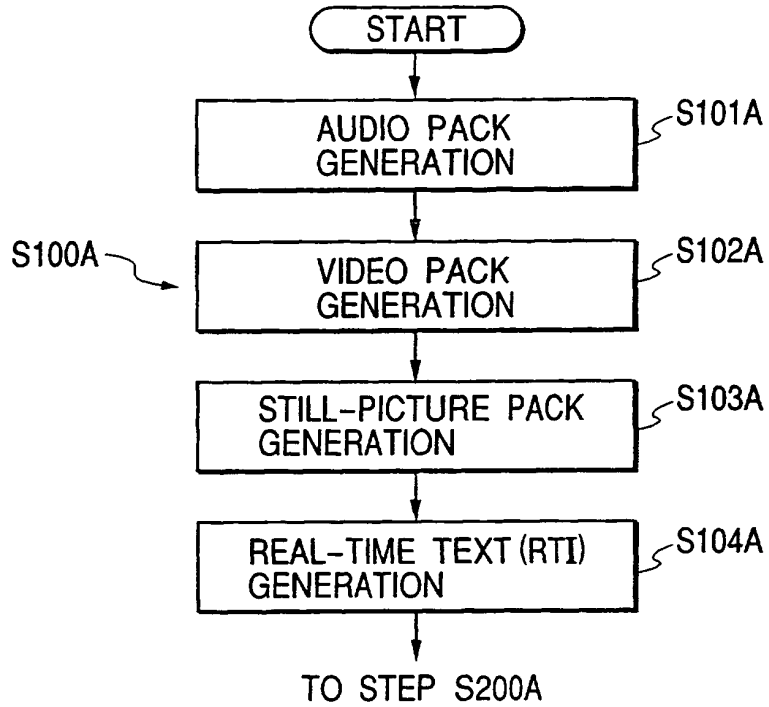 START
AUDIO PACK
GENERATION
S101A
S100A
VIDEO PACK
GENERATION
S102A
STILL-PICTURE PACK
GENERATION
S103A
REAL-TIME TEXT (RTI)
GENERATION
S104A
TO STEP S200A